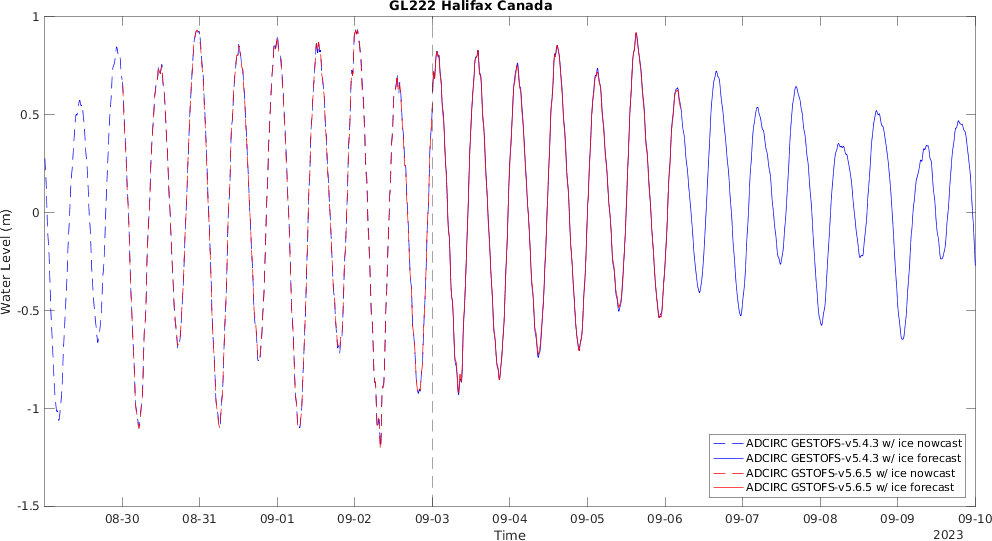 GL222 Halifax Canada
Water Level (m)
1
0.5
0
-0.5
-1
-1.5
ADCIRC GESTOFS-v5.4.3 w/ ice nowcast
ADCIRC GESTOFS-v5.4.3 w/ ice forecast
ADCIRC GSTOFS-v5.6.5 w/ ice nowcast
ADCIRC GSTOFS-v5.6.5 w/ ice forecast
08-30 08-31 09-01 09-02 09-03 09-04 09-05 09-06 09-07 09-08 09-09 09-10
Time
2023